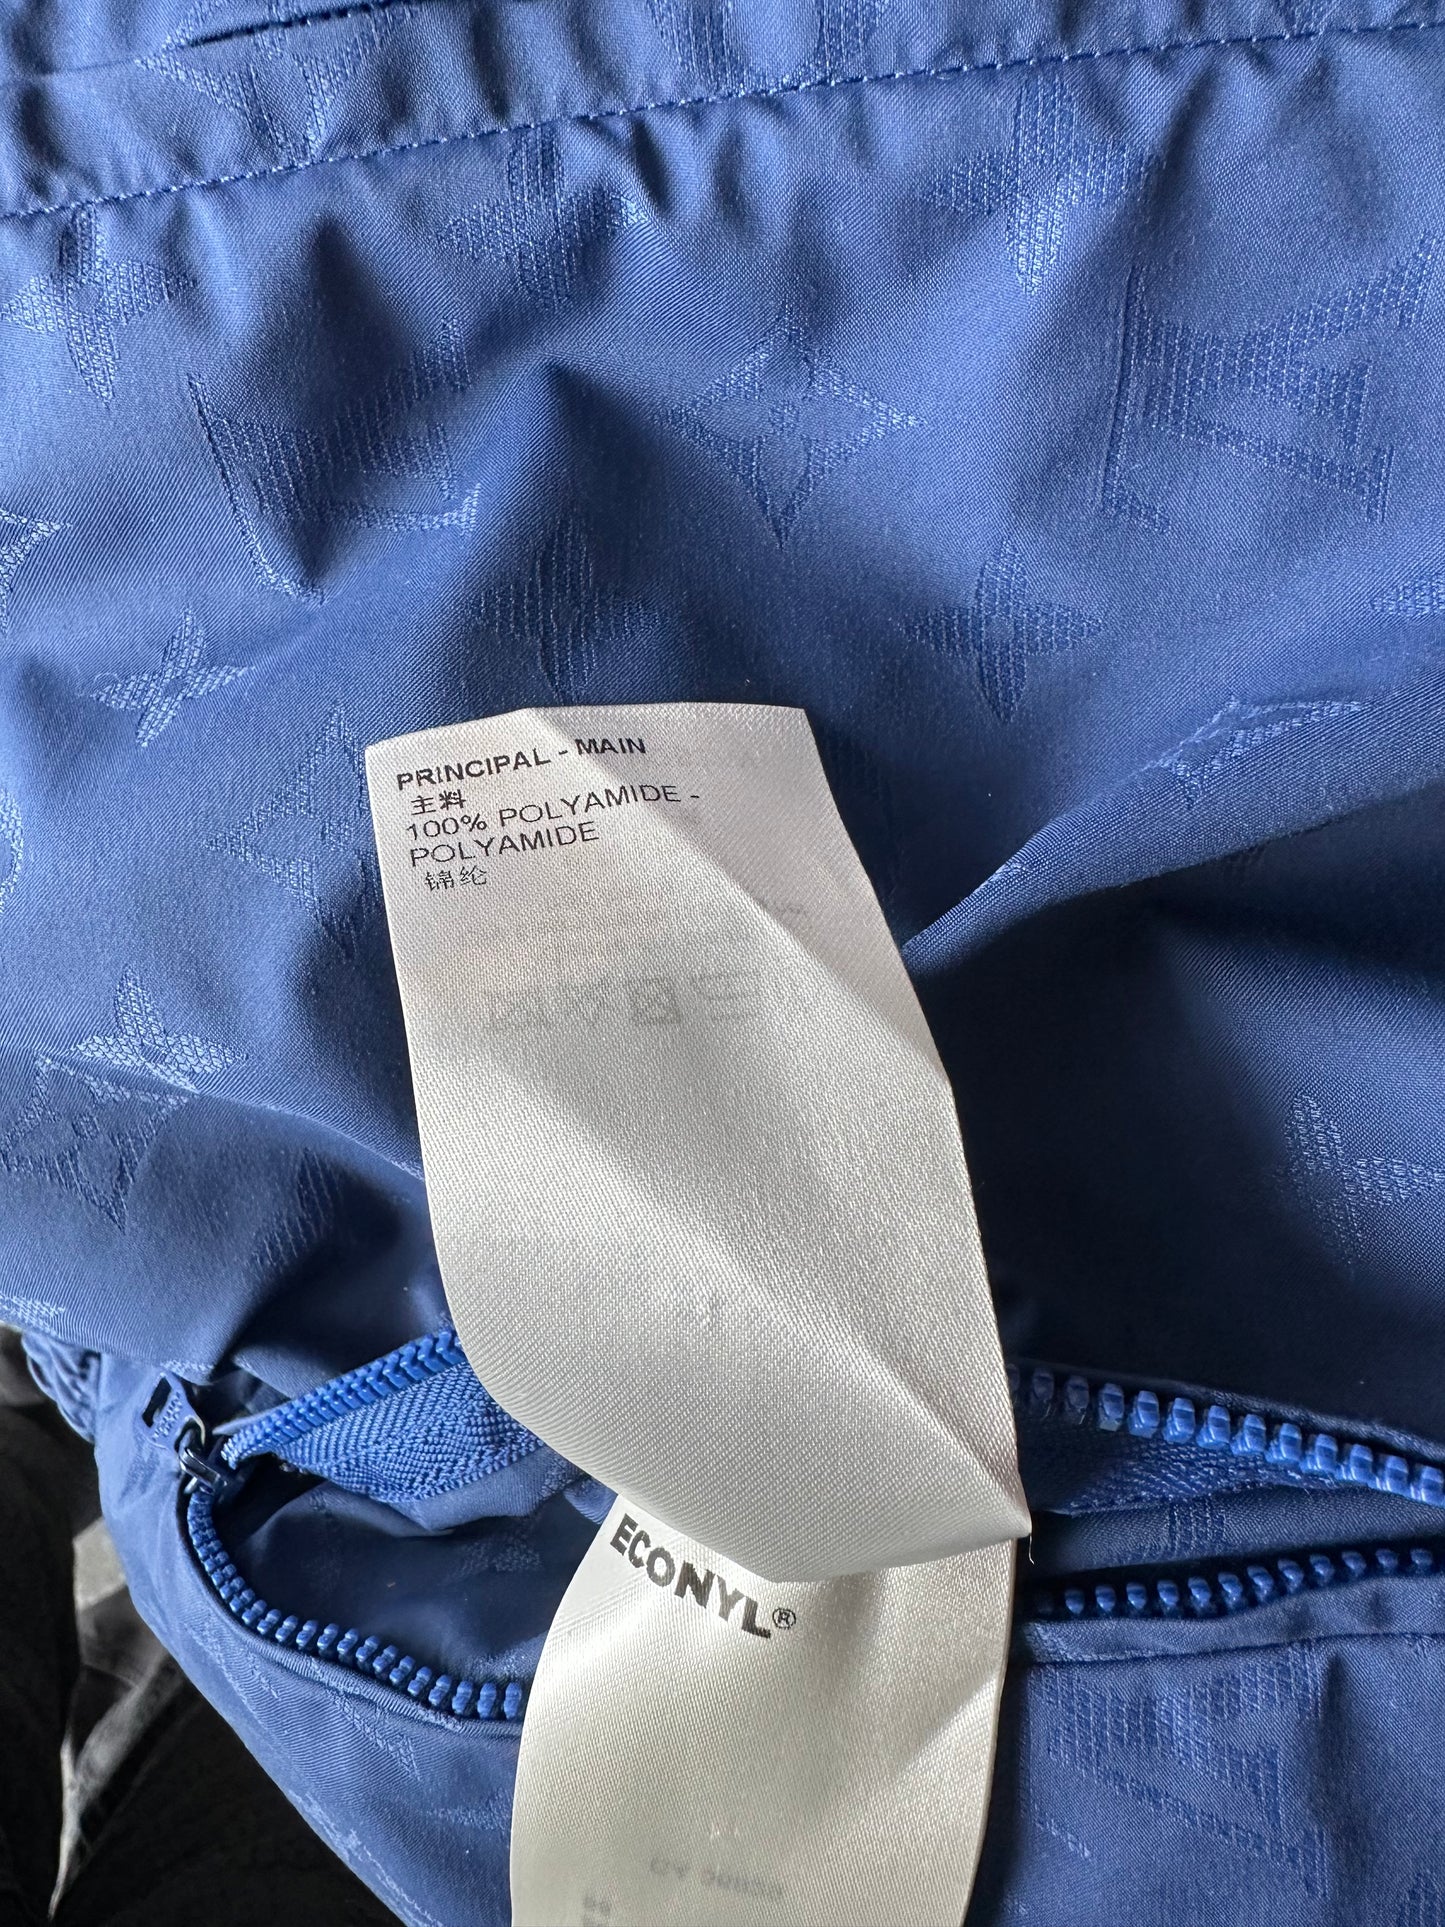 PRINCIPAL - MAIN
主料
100% POLYAMIDE -
POLYAMIDE
锦纶
ECONYL®